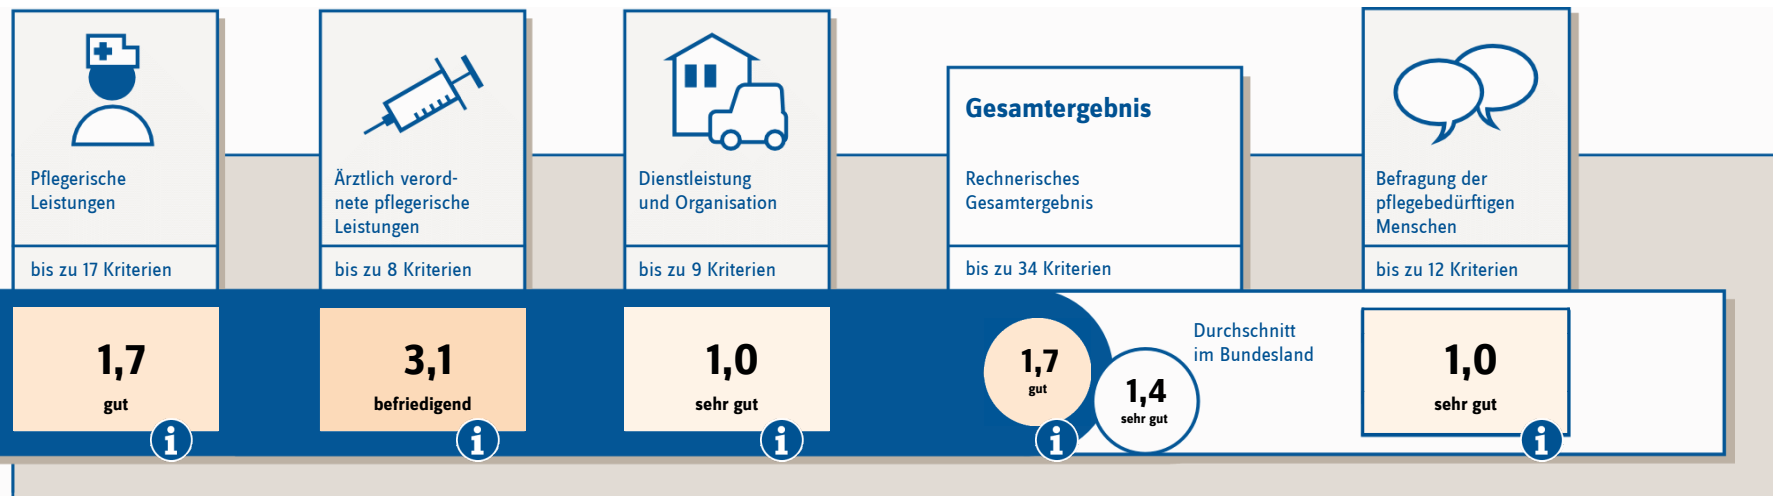 Pflegerische
Leistungen
bis zu 17 Kriterien
1,7
gut
Ärztlich verord-
nete pflegerische
Leistungen
bis zu 8 Kriterien
3,1
befriedigend
Dienstleistung
und Organisation
bis zu 9 Kriterien
1,0
sehr gut
Gesamtergebnis
Rechnerisches
Gesamtergebnis
bis zu 34 Kriterien
1,7
gut
1,4
sehr gut
Durchschnitt
im Bundesland
Befragung der
pflegebedürftigen
Menschen
bis zu 12 Kriterien
1,0
sehr gut